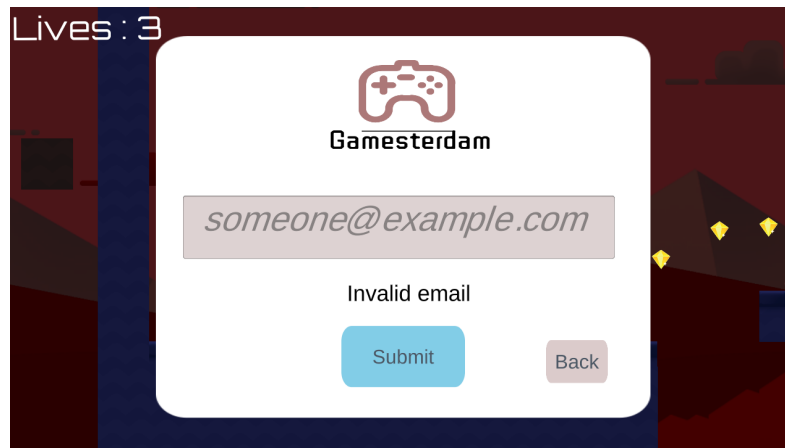 Lives : 3
Gamesterdam
someone@example.com
Invalid email
Submit
Back